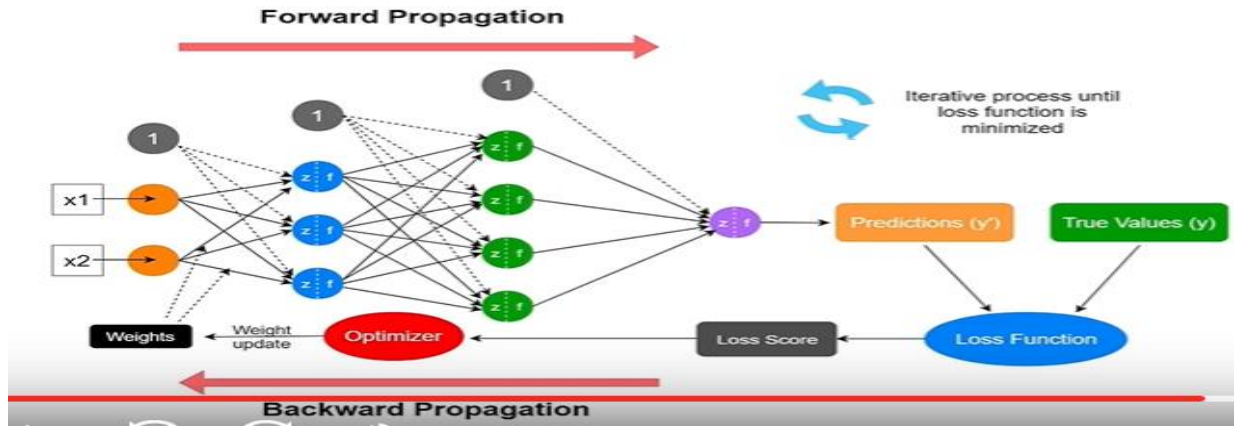 Forward Propagation
1
1
1
Iterative process until
loss function is
minimized
x1
x2
z f
z f
z f
z f
z f
z f
z f
z f
Predictions (y')
True Values (y)
Weights
Weight
update
Optimizer
Loss Score
Loss Function
Backward Propagation